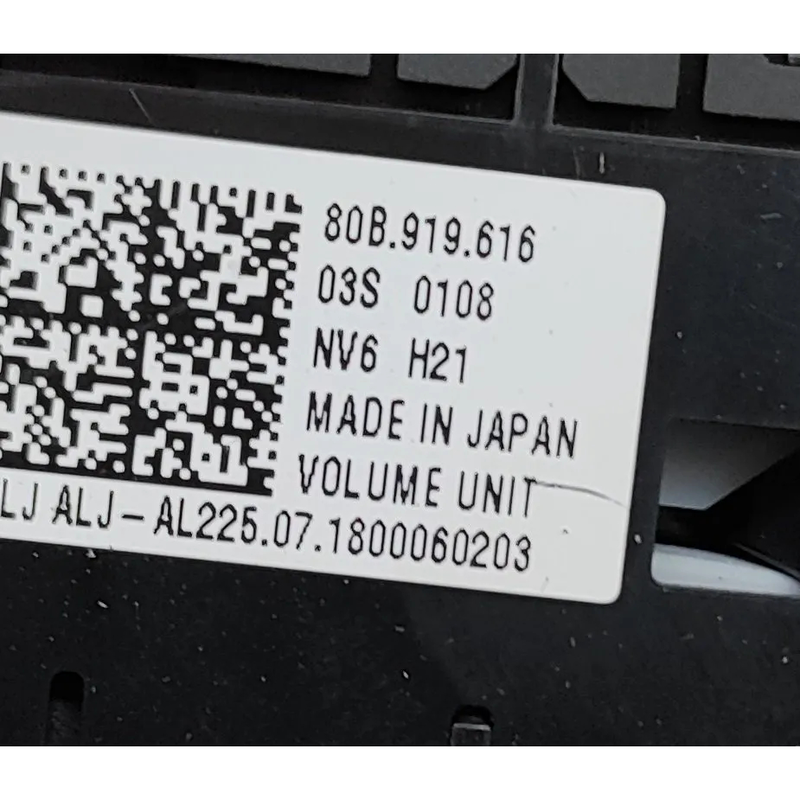 80B.919.616
03S 0108
NV6 H21
MADE IN JAPAN
VOLUME UNIT
LJ ALJ-AL225.07.1800060203